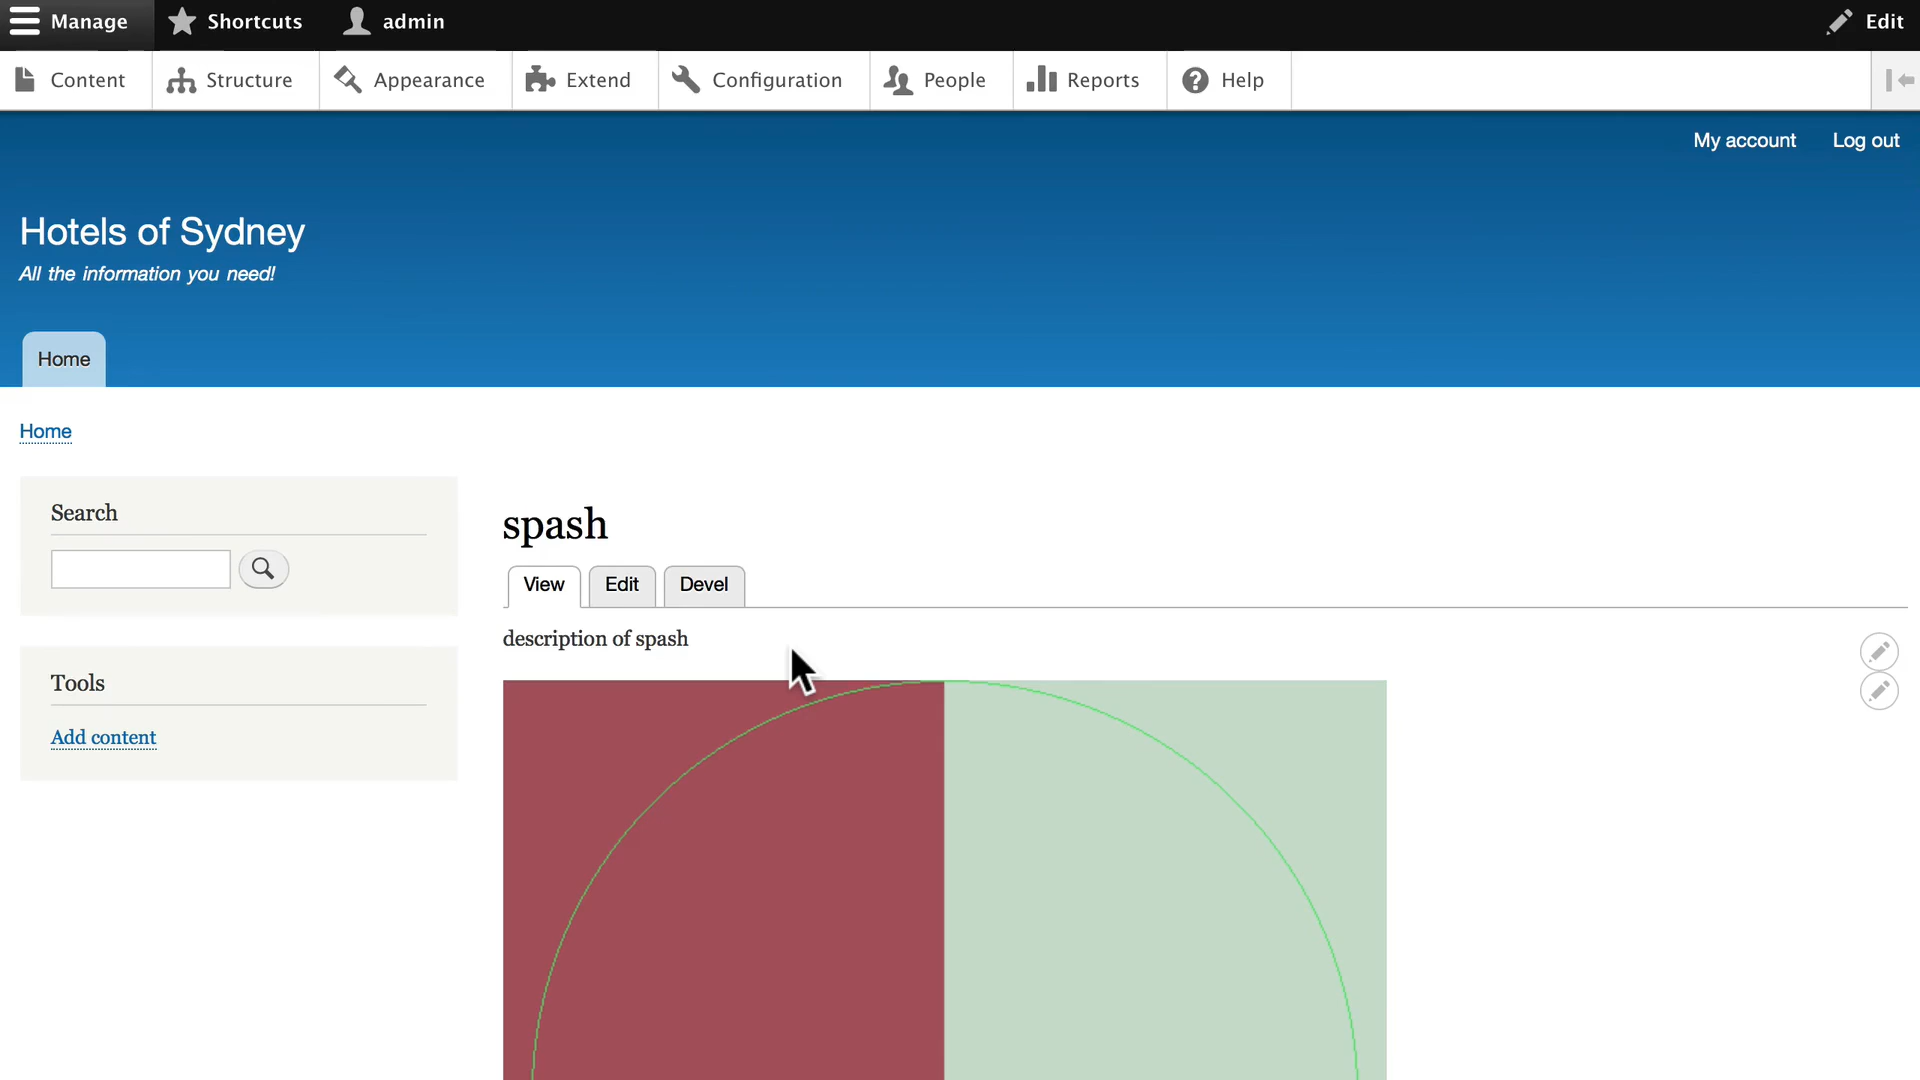 Manage Shortcuts admin Edit
Content Structure Appearance Extend Configuration People Reports Help
My account Log out
Hotels of Sydney
All the information you need!
Home
Home
Search
Tools
Add content
spash
View Edit Devel
description of spash